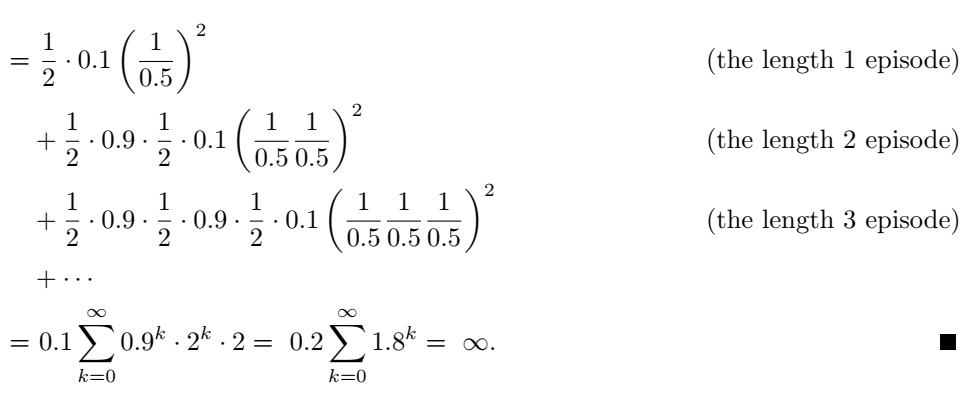 = 1/2 · 0.1 (1/0.5)² (the length 1 episode)
+ 1/2 · 0.9 · 1/2 · 0.1 (1/0.5 1/0.5)² (the length 2 episode)
+ 1/2 · 0.9 · 1/2 · 0.9 · 1/2 · 0.1 (1/0.5 1/0.5 1/0.5)² (the length 3 episode)
+ · · ·
= 0.1 ∑_{k=0}^{∞} 0.9^k · 2^k · 2 = 0.2 ∑_{k=0}^{∞} 1.8^k = ∞. ■